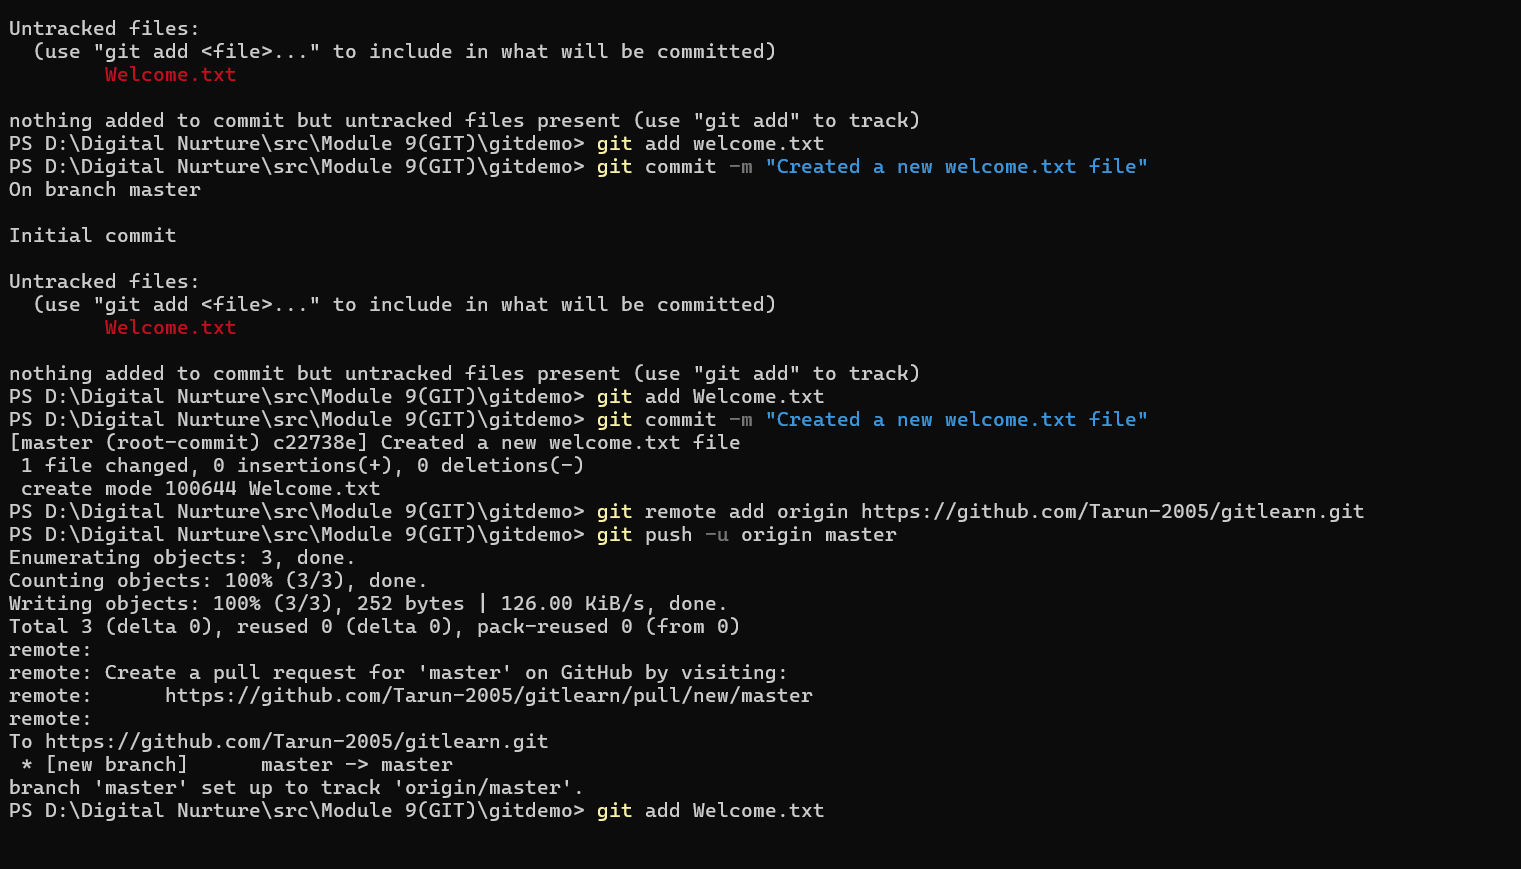 Untracked files:
  (use "git add <file>..." to include in what will be committed)
        Welcome.txt

nothing added to commit but untracked files present (use "git add" to track)
PS D:\Digital Nurture\src\Module 9(GIT)\gitdemo> git add welcome.txt
PS D:\Digital Nurture\src\Module 9(GIT)\gitdemo> git commit -m "Created a new welcome.txt file"
On branch master

Initial commit

Untracked files:
  (use "git add <file>..." to include in what will be committed)
        Welcome.txt

nothing added to commit but untracked files present (use "git add" to track)
PS D:\Digital Nurture\src\Module 9(GIT)\gitdemo> git add Welcome.txt
PS D:\Digital Nurture\src\Module 9(GIT)\gitdemo> git commit -m "Created a new welcome.txt file"
[master (root-commit) c22738e] Created a new welcome.txt file
 1 file changed, 0 insertions(+), 0 deletions(-)
 create mode 100644 Welcome.txt
PS D:\Digital Nurture\src\Module 9(GIT)\gitdemo> git remote add origin https://github.com/Tarun-2005/gitlearn.git
PS D:\Digital Nurture\src\Module 9(GIT)\gitdemo> git push -u origin master
Enumerating objects: 3, done.
Counting objects: 100% (3/3), done.
Writing objects: 100% (3/3), 252 bytes | 126.00 KiB/s, done.
Total 3 (delta 0), reused 0 (delta 0), pack-reused 0 (from 0)
remote:
remote: Create a pull request for 'master' on GitHub by visiting:
remote:      https://github.com/Tarun-2005/gitlearn/pull/new/master
remote:
To https://github.com/Tarun-2005/gitlearn.git
 * [new branch]      master -> master
branch 'master' set up to track 'origin/master'.
PS D:\Digital Nurture\src\Module 9(GIT)\gitdemo> git add Welcome.txt